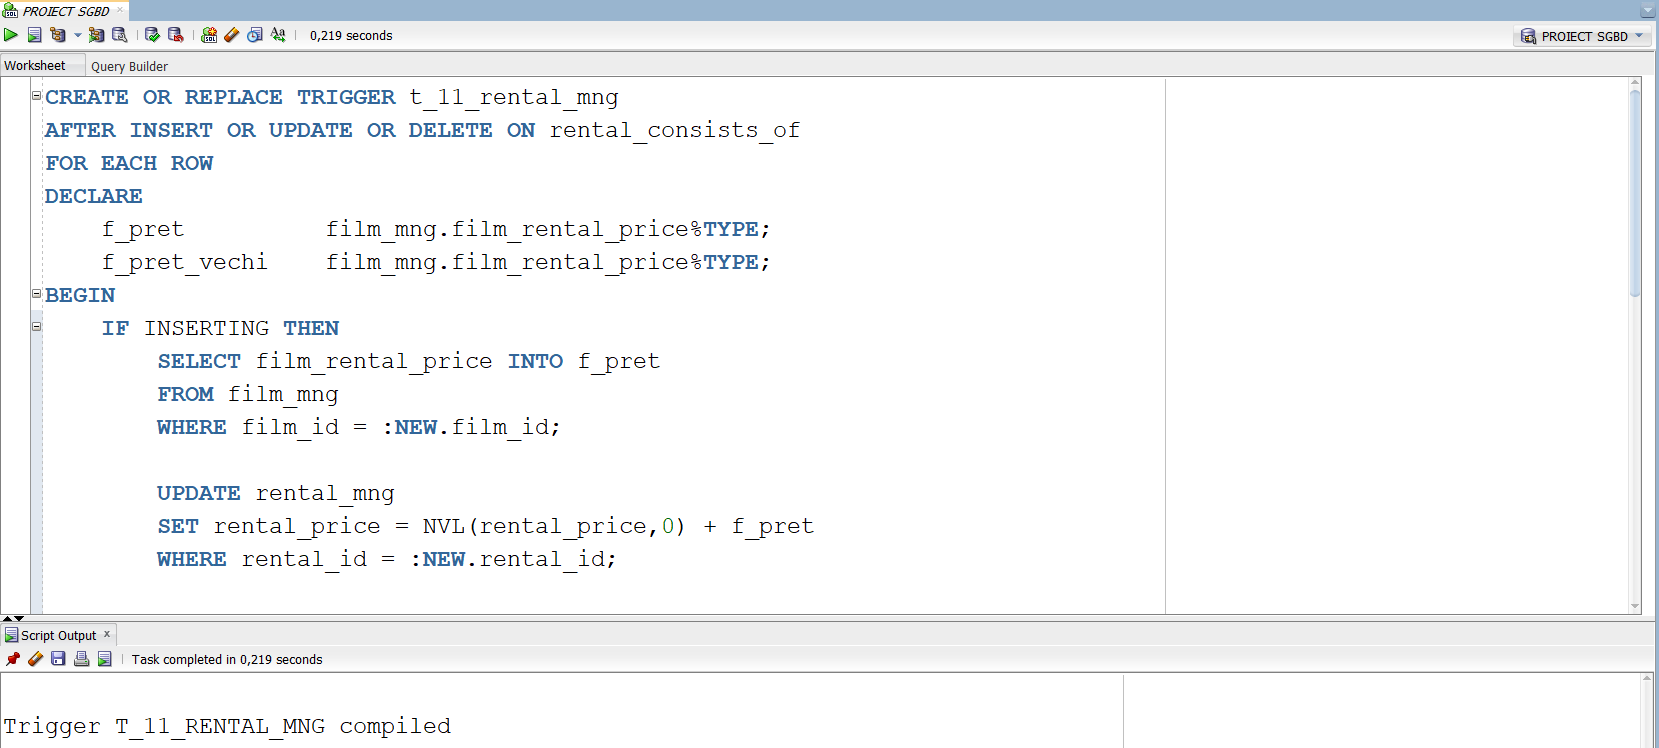 PROIECT SGBD
0,219 seconds
PROIECT SGBD
Worksheet Query Builder
CREATE OR REPLACE TRIGGER t_11_rental_mng
AFTER INSERT OR UPDATE OR DELETE ON rental_consists_of
FOR EACH ROW
DECLARE
f_pret film_mng.film_rental_price%TYPE;
f_pret_vechi film_mng.film_rental_price%TYPE;
BEGIN
IF INSERTING THEN
SELECT film_rental_price INTO f_pret
FROM film_mng
WHERE film_id = :NEW.film_id;
UPDATE rental_mng
SET rental_price = NVL(rental_price,0) + f_pret
WHERE rental_id = :NEW.rental_id;
Script Output
Task completed in 0,219 seconds
Trigger T_11_RENTAL_MNG compiled